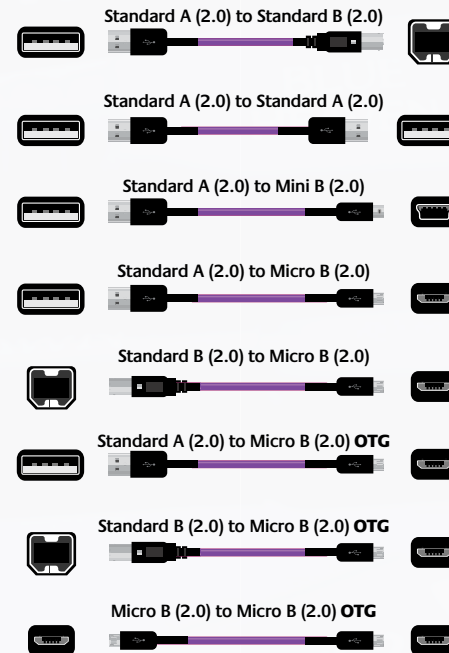 Standard A (2.0) to Standard B (2.0)
Standard A (2.0) to Standard A (2.0)
Standard A (2.0) to Mini B (2.0)
Standard A (2.0) to Micro B (2.0)
Standard B (2.0) to Micro B (2.0)
Standard A (2.0) to Micro B (2.0) OTG
Standard B (2.0) to Micro B (2.0) OTG
Micro B (2.0) to Micro B (2.0) OTG